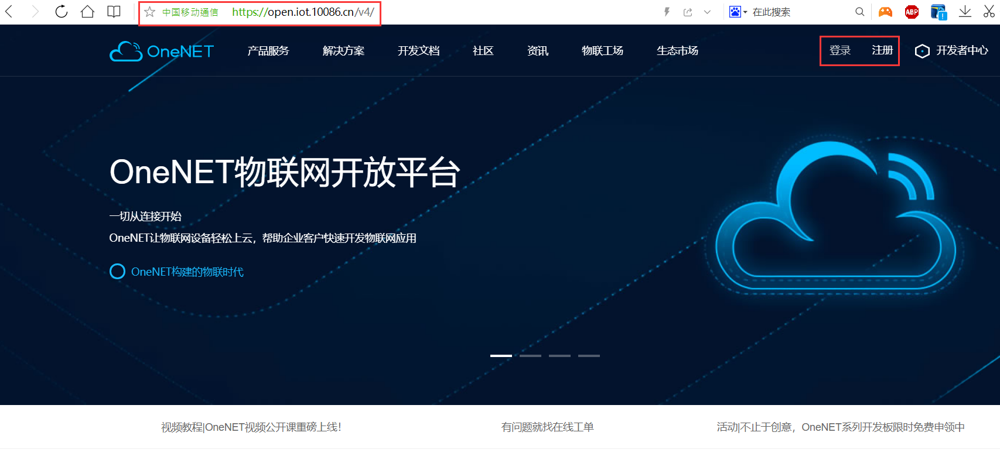 中国移动通信 https://open.iot.10086.cn/v4/ 在此搜索 ABP
OneNET 产品服务 解决方案 开发文档 社区 资讯 物联工场 生态市场 登录 注册 开发者中心
OneNET物联网开放平台
一切从连接开始
OneNET让物联网设备轻松上云，帮助企业客户快速开发物联网应用
OneNET构建的物联时代
视频教程|OneNET视频公开课重磅上线！ 有问题就找在线工单 活动|不止于创意，OneNET系列开发板限时免费申领中